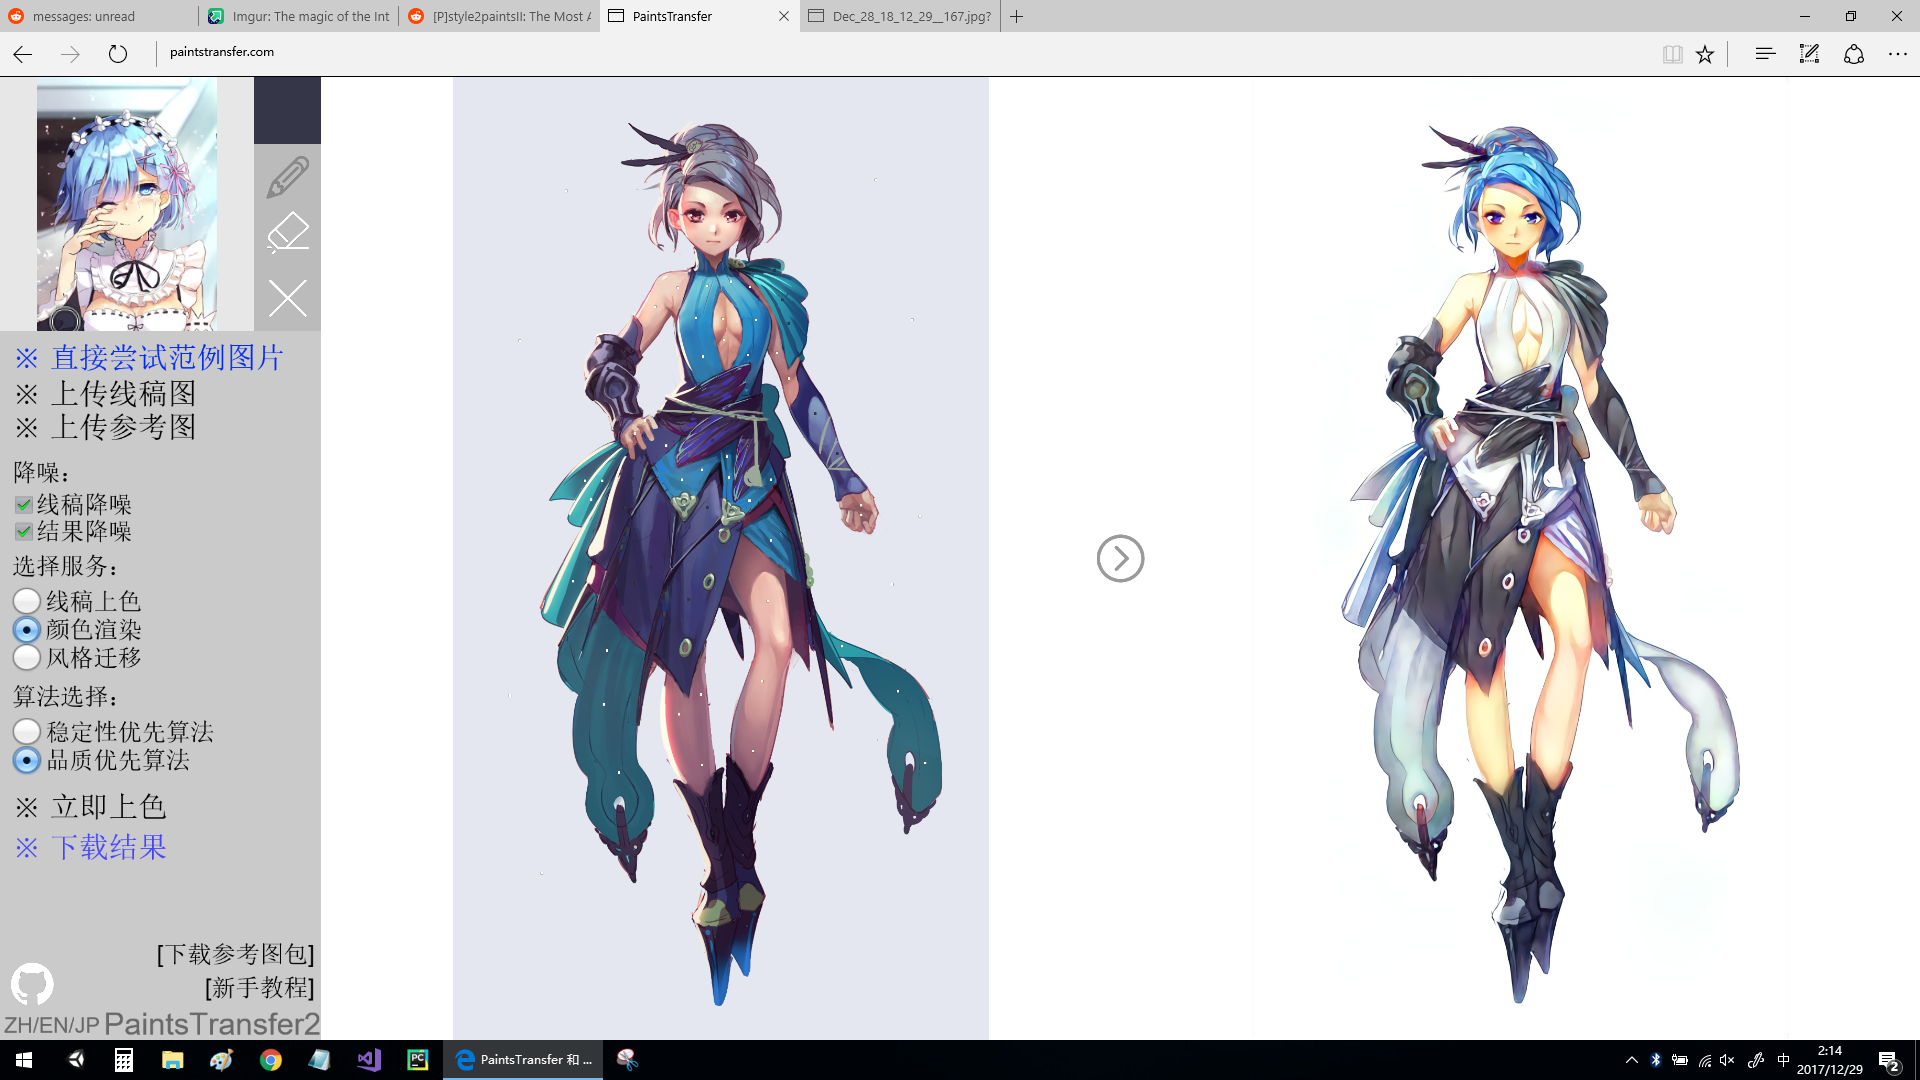 messages: unread
Imgur: The magic of the Int
[P]style2paintsII: The Most A
PaintsTransfer
Dec_28_18_12_29__167.jpg?
paintstransfer.com
※ 直接尝试范例图片
※ 上传线稿图
※ 上传参考图
降噪：
线稿降噪
结果降噪
选择服务：
线稿上色
颜色渲染
风格迁移
算法选择：
稳定性优先算法
品质优先算法
※ 立即上色
※ 下载结果
[下载参考图包]
[新手教程]
ZH/EN/JP PaintsTransfer2
PC
PaintsTransfer 和 ...
中
2:14
2017/12/29
2